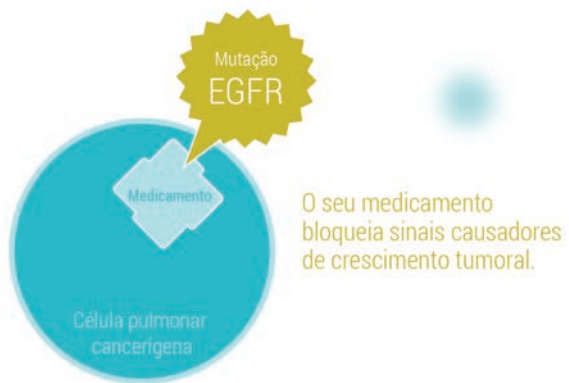 Mutação
EGFR
Medicamento
O seu medicamento
bloqueia sinais causadores
de crescimento tumoral.
Célula pulmonar
cancerígena